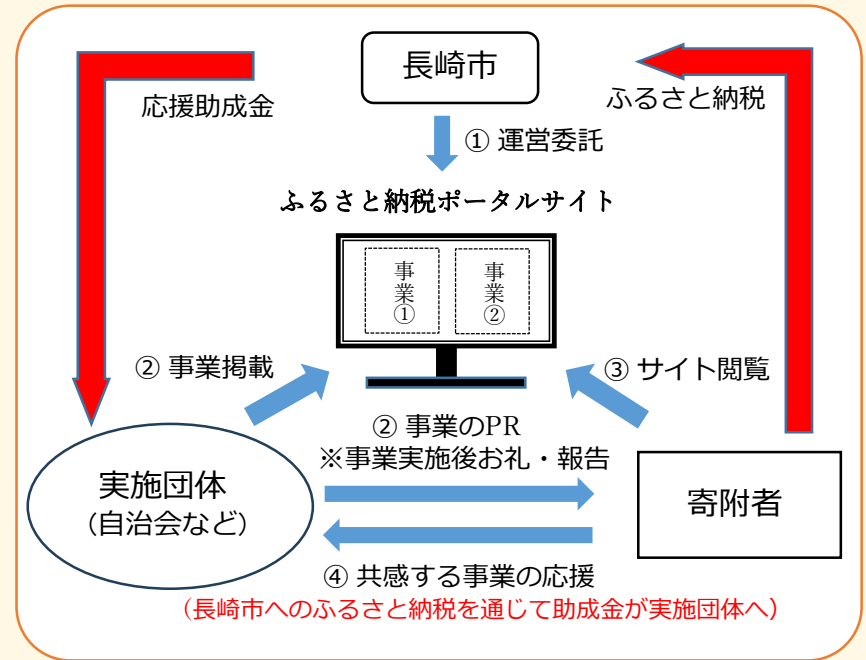 長崎市
応援助成金
ふるさと納税
① 運営委託
ふるさと納税ポータルサイト
事業①
事業②
② 事業掲載
③ サイト閲覧
② 事業のPR
※事業実施後お礼・報告
実施団体
(自治会など)
寄附者
④ 共感する事業の応援
(長崎市へのふるさと納税を通じて助成金が実施団体へ)